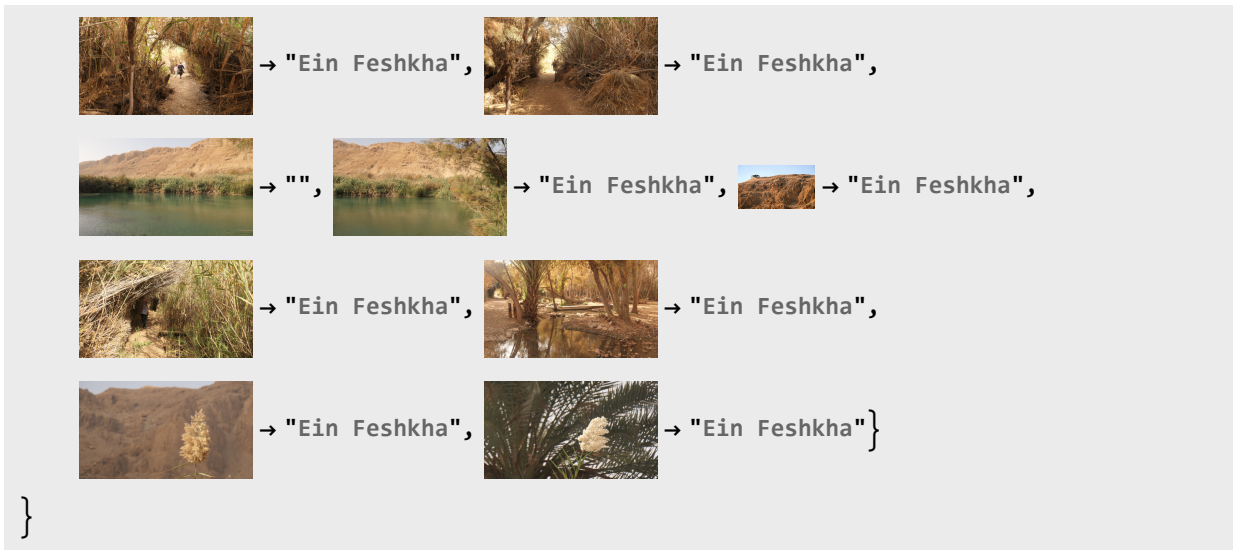 → "Ein Feshkha", → "Ein Feshkha",
→ "", → "Ein Feshkha", → "Ein Feshkha",
→ "Ein Feshkha", → "Ein Feshkha",
→ "Ein Feshkha", → "Ein Feshkha"}
}